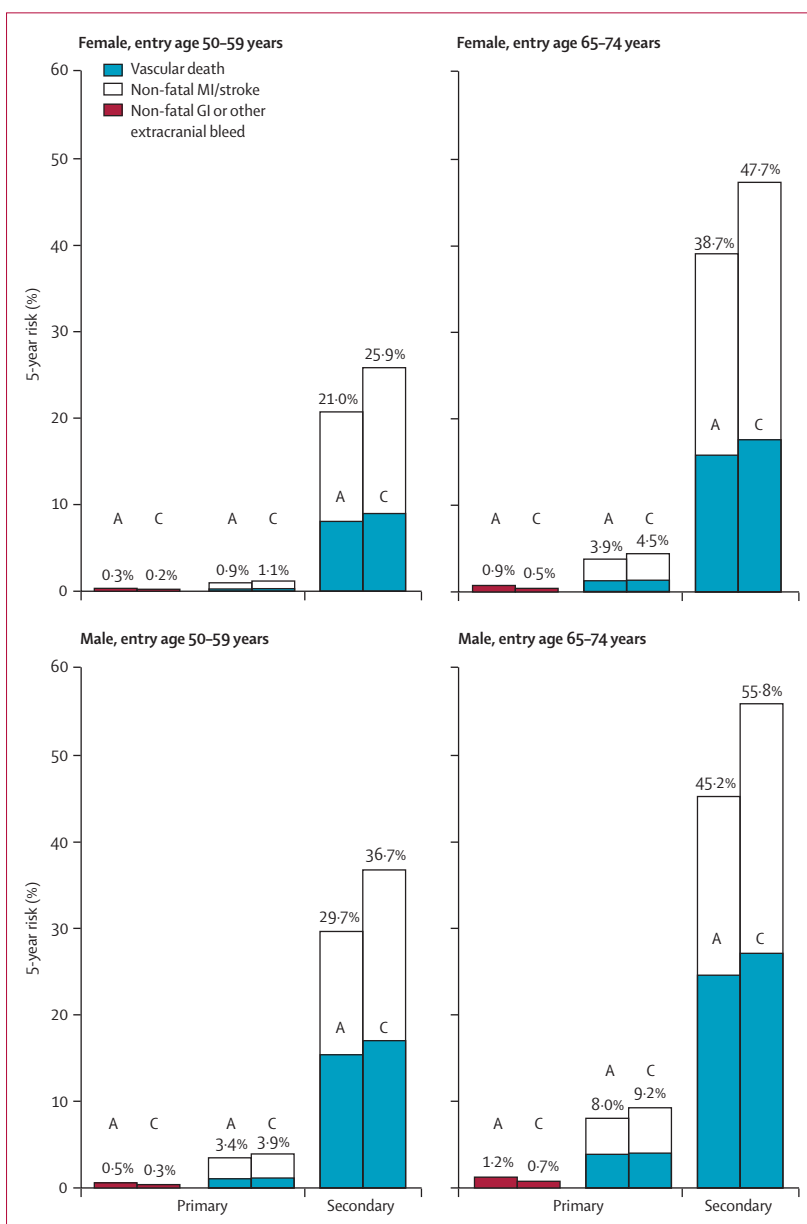 Female, entry age 50–59 years
Vascular death
Non-fatal MI/stroke
Non-fatal GI or other
extracranial bleed
60
50
40
30
20
10
0
5-year risk (%)
A C
0·3% 0·2%
A C
0·9% 1·1%
21·0%
25·9%
A C
Female, entry age 65–74 years
A C
0·9% 0·5%
A C
3·9% 4·5%
38·7%
47·7%
A C
Male, entry age 50–59 years
60
50
40
30
20
10
0
5-year risk (%)
A C
0·5% 0·3%
A C
3·4% 3·9%
29·7%
36·7%
A C
Primary Secondary
Male, entry age 65–74 years
A C
1·2% 0·7%
A C
8·0% 9·2%
45·2%
55·8%
A C
Primary Secondary